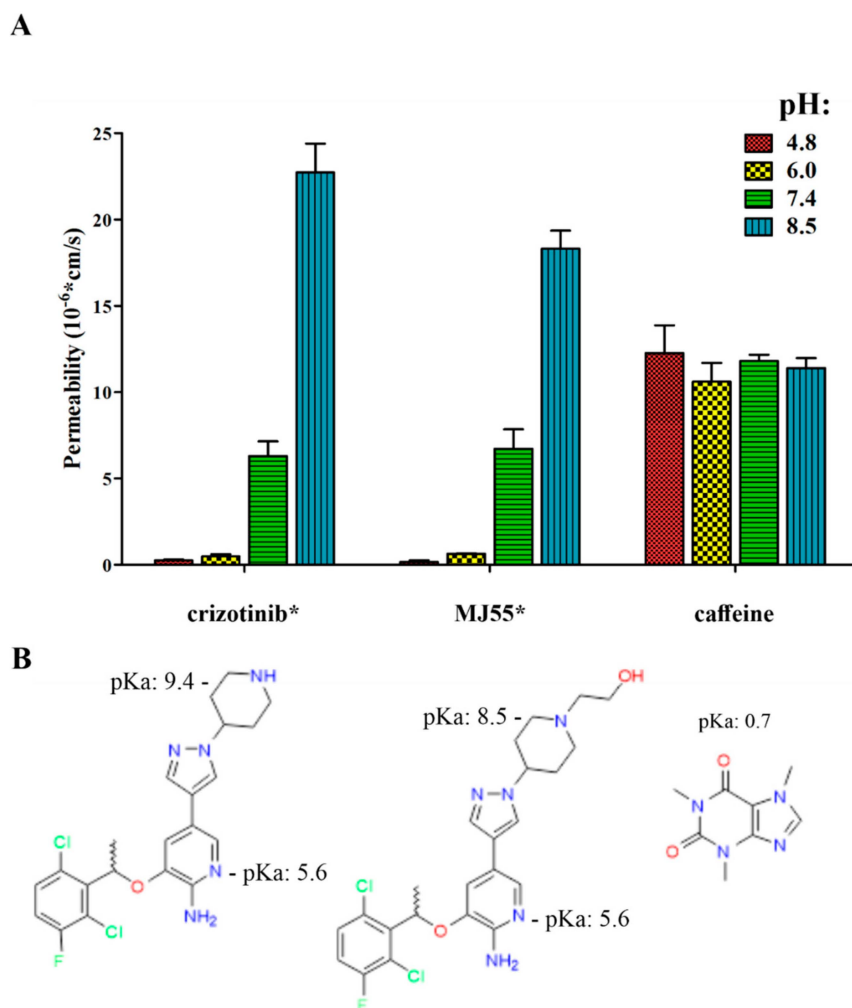 A
pH:
4.8
6.0
7.4
8.5
25
20
15
10
5
0
Permeability (10-6*cm/s)
crizotinib*
MJ55*
caffeine
B
pKa: 9.4 -
NH
N
N
Cl
O
N
- pKa: 5.6
NH2
Cl
F
OH
pKa: 8.5 -
N
N
N
Cl
O
N
- pKa: 5.6
NH2
Cl
F
pKa: 0.7
O
N
N
O
N
N